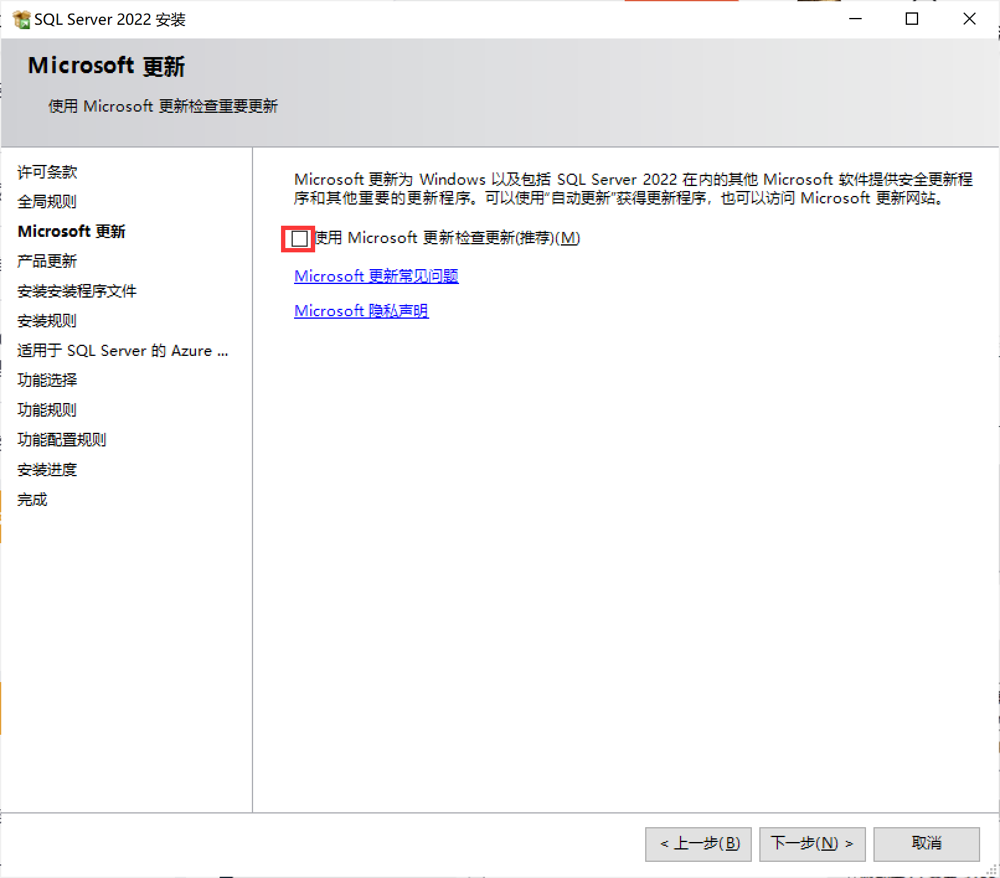 SQL Server 2022 安装
Microsoft 更新
使用 Microsoft 更新检查重要更新
许可条款
全局规则
Microsoft 更新
产品更新
安装安装程序文件
安装规则
适用于 SQL Server 的 Azure ...
功能选择
功能规则
功能配置规则
安装进度
完成
Microsoft 更新为 Windows 以及包括 SQL Server 2022 在内的其他 Microsoft 软件提供安全更新程
序和其他重要的更新程序。可以使用“自动更新”获得更新程序，也可以访问 Microsoft 更新网站。
使用 Microsoft 更新检查更新(推荐)(M)
Microsoft 更新常见问题
Microsoft 隐私声明
< 上一步(B)
下一步(N) >
取消